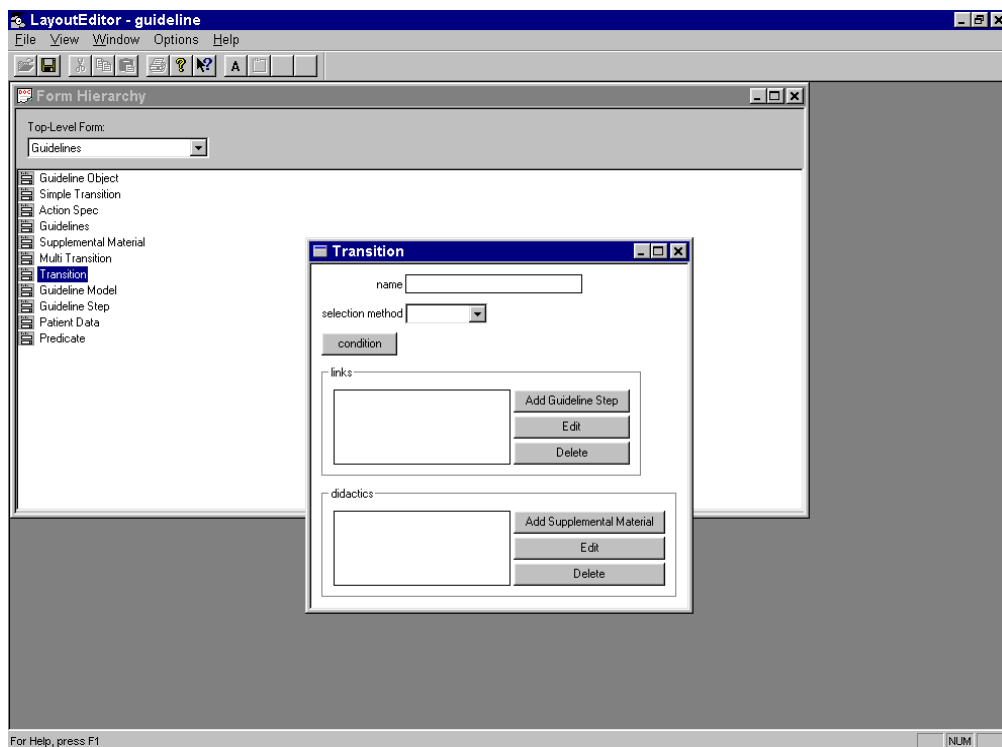 LayoutEditor - guideline
File View Window Options Help
A
Form Hierarchy
Top-Level Form:
Guidelines
Guideline Object
Simple Transition
Action Spec
Guidelines
Supplemental Material
Multi Transition
Transition
Guideline Model
Guideline Step
Patient Data
Predicate
Transition
name
selection method
condition
links
Add Guideline Step
Edit
Delete
didactics
Add Supplemental Material
Edit
Delete
For Help, press F1
NUM